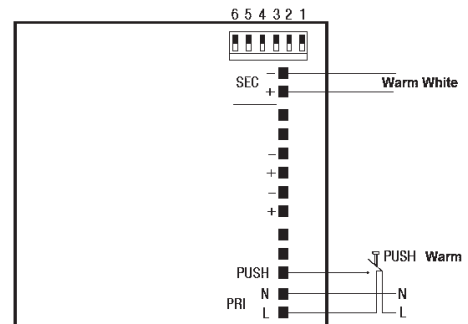 6 5 4 3 2 1
SEC
−
+
Warm White
−
+
−
+
PUSH
PUSH Warm
PRI
N
N
L
L